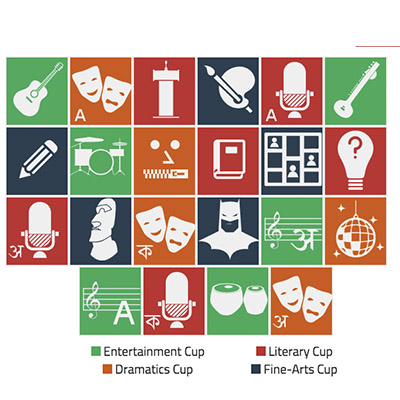 A A
?
अ क अ
A क अ
Entertainment Cup Literary Cup
Dramatics Cup Fine-Arts Cup